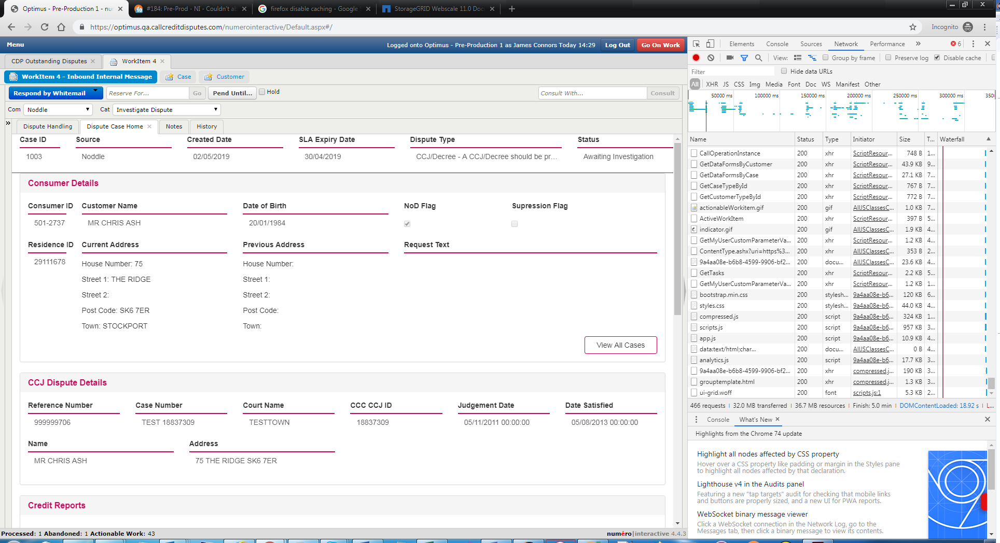 Optimus - Pre-Production 1 - nu
#184: Pre-Prod - NI - Couldn't ab
firefox disable caching - Google
StorageGRID Webscale 11.0 Doc
https://optimus.qa.callcreditdisputes.com/numerointeractive/Default.aspx#/
Incognito
Menu
Logged onto Optimus - Pre-Production 1 as James Connors Today 14:29
Log Out
Go On Work
CDP Outstanding Disputes
WorkItem 4
WorkItem 4 - Inbound Internal Message
Case
Customer
Respond by Whitemail
Reserve For...
Go
Pend Until...
Hold
Consult With...
Consult
Com
Noddle
Cat
Investigate Dispute
Dispute Handling
Dispute Case Home
Notes
History
Case ID Source Created Date SLA Expiry Date Dispute Type Status
1003 Noddle 02/05/2019 30/04/2019 CCJ/Decree - A CCJ/Decree should be pr... Awaiting Investigation
Consumer Details
Consumer ID Customer Name Date of Birth NoD Flag Supression Flag
501-2737 MR CHRIS ASH 20/01/1984
Residence ID Current Address Previous Address Request Text
29111678
House Number: 75 House Number:
Street 1: THE RIDGE Street 1:
Street 2: Street 2:
Post Code: SK6 7ER Post Code:
Town: STOCKPORT Town:
View All Cases
CCJ Dispute Details
Reference Number Case Number Court Name CCC CCJ ID Judgement Date Date Satisfied
999999706 TEST 18837309 TESTTOWN 18837309 05/11/2011 00:00:00 05/08/2013 00:00:00
Name Address
MR CHRIS ASH 75 THE RIDGE SK6 7ER
Credit Reports
Processed: 1 Abandoned: 1 Actionable Work: 43
numéro|interactive 4.4.3
Elements Console Sources Network Performance » 6
View: Group by frame Preserve log Disable cache
Filter
Hide data URLs
All XHR JS CSS Img Media Font Doc WS Manifest Other
50000 ms 100000 ms 150000 ms 200000 ms 250000 ms 300000 ms 350
Name Status Type Initiator Size T... Waterfall
CallOperationInstance 200 xhr ScriptResour... 748 B 1...
GetDataFormsByCustomer 200 xhr ScriptResour... 43.9 KB 9...
GetDataFormsByCase 200 xhr ScriptResour... 27.1 KB 7...
GetCaseTypeById 200 xhr ScriptResour... 767 B 7...
GetCustomerTypeById 200 xhr ScriptResour... 772 B 7...
actionableWorkitem.gif 200 gif AllJSClassesC... 1.0 KB 7...
ActiveWorkItem 200 xhr ScriptResour... 397 B 5...
indicator.gif 200 gif AllJSClassesC... 1.9 KB 4...
GetMyUserCustomParameterVa... 200 xhr ScriptResour... 1.2 KB 4...
ContentType.ashx?uri=https%3... 200 xhr AllJSClassesC... 353 B 2...
9a4aa08e-b6b8-4599-9906-bf2... 200 docu... AllJSClassesC... 23.6 KB 4...
GetTasks 200 xhr ScriptResour... 2.2 KB 5...
GetMyUserCustomParameterVa... 200 xhr ScriptResour... 1.2 KB 1...
bootstrap.min.css 200 stylesh... 9a4aa08e-b6... 120 KB 6...
styles.css 200 stylesh... 9a4aa08e-b6... 44.0 KB 4...
compressed.js 200 script 9a4aa08e-b6... 324 KB 1...
scripts.js 200 script 9a4aa08e-b6... 957 KB 3...
app.js 200 script 9a4aa08e-b6... 10.9 KB 4...
data:text/html;char... 200 docu... AllJSClassesC... 0 B 4...
analytics.js 200 script 9a4aa08e-b6... 17.7 KB 3...
9a4aa08e-b6b8-4599-9906-bf2... 200 xhr compressed.j... 190 KB 3...
grouptemplate.html 200 xhr compressed.j... 1.3 KB 3...
ui-grid.woff 200 font scripts.js:1 5.3 KB 2...
466 requests | 32.0 MB transferred | 36.7 MB resources | Finish: 5.0 min | DOMContentLoaded: 18.92 s | L...
Console What's New
Highlights from the Chrome 74 update
Highlight all nodes affected by CSS property
Hover over a CSS property like padding or margin in the Styles pane
to highlight all nodes affected by that declaration.
Lighthouse v4 in the Audits panel
Featuring a new "tap targets" audit for checking that mobile links
and buttons are properly sized, and a new UI for PWA reports.
WebSocket binary message viewer
Click a WebSocket connection in the Network Log, go to the
Messages tab, then click a binary message to view its contents.